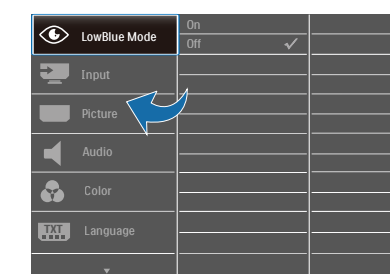 LowBlue Mode
On
Off
Input
Picture
Audio
Color
TXT
Language